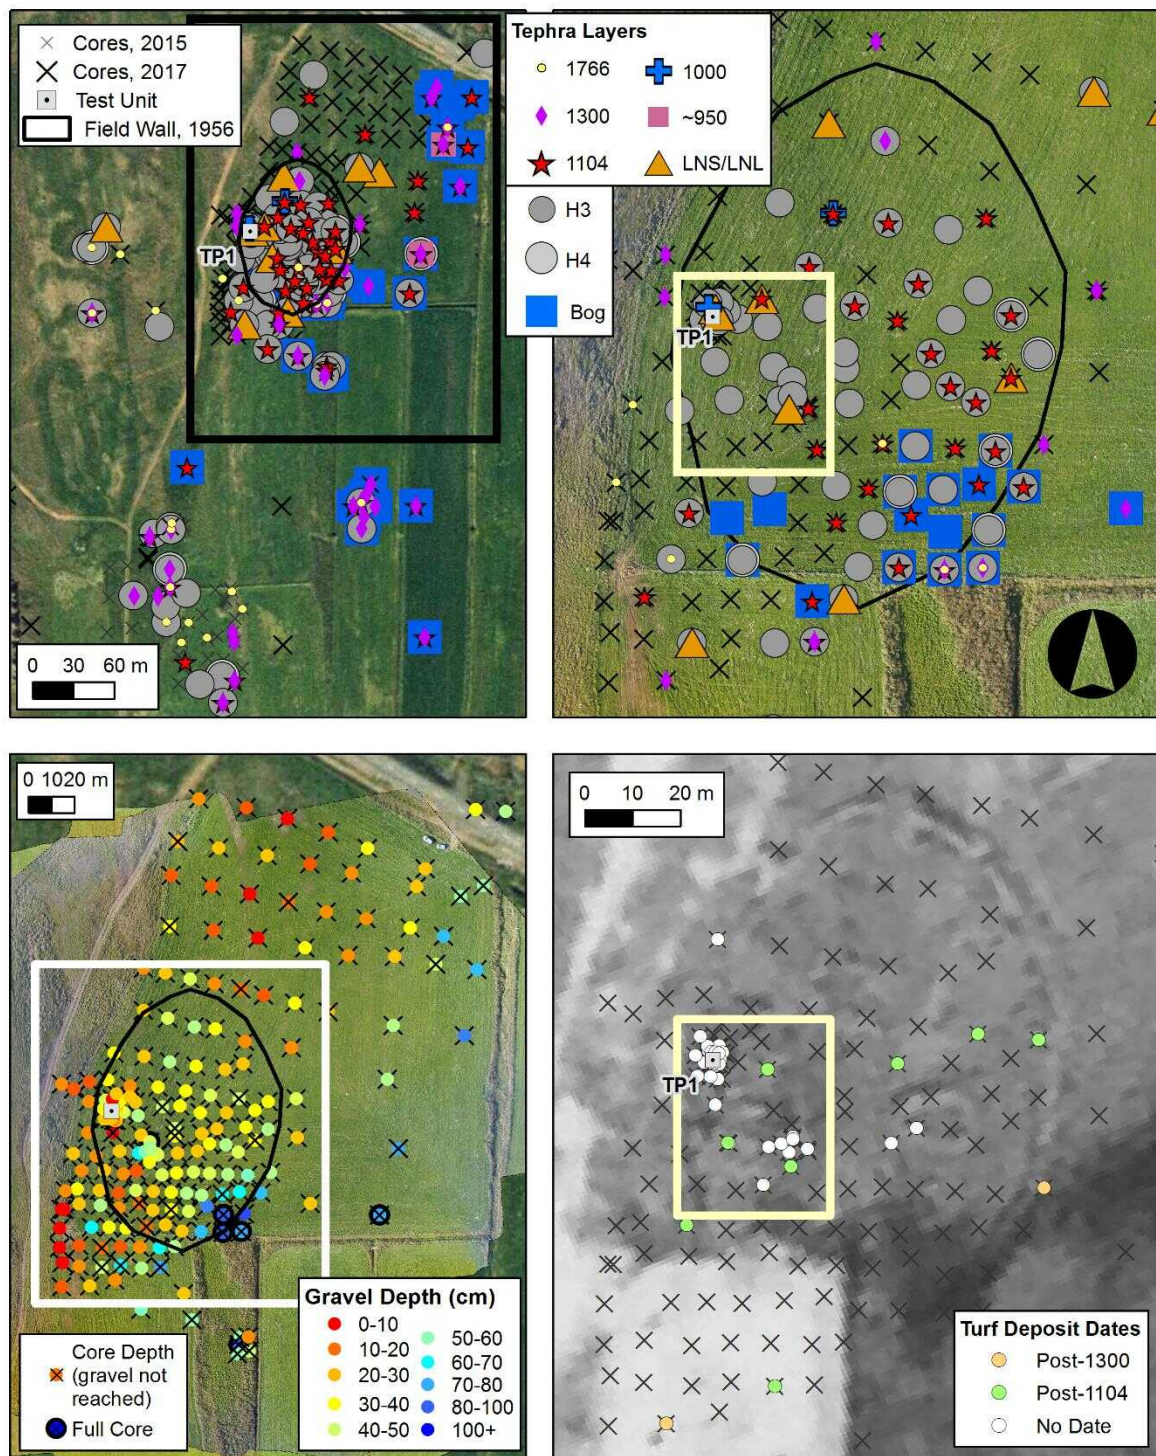 Cores, 2015
Cores, 2017
Test Unit
Field Wall, 1956
TP1
0 30 60 m
Tephra Layers
1766
1000
1300
~950
1104
LNS/LNL
H3
H4
Bog
TP1
0 1020 m
Core Depth
(gravel not
reached)
Full Core
Gravel Depth (cm)
0-10
10-20
20-30
30-40
40-50
50-60
60-70
70-80
80-100
100+
0 10 20 m
TP1
Turf Deposit Dates
Post-1300
Post-1104
No Date